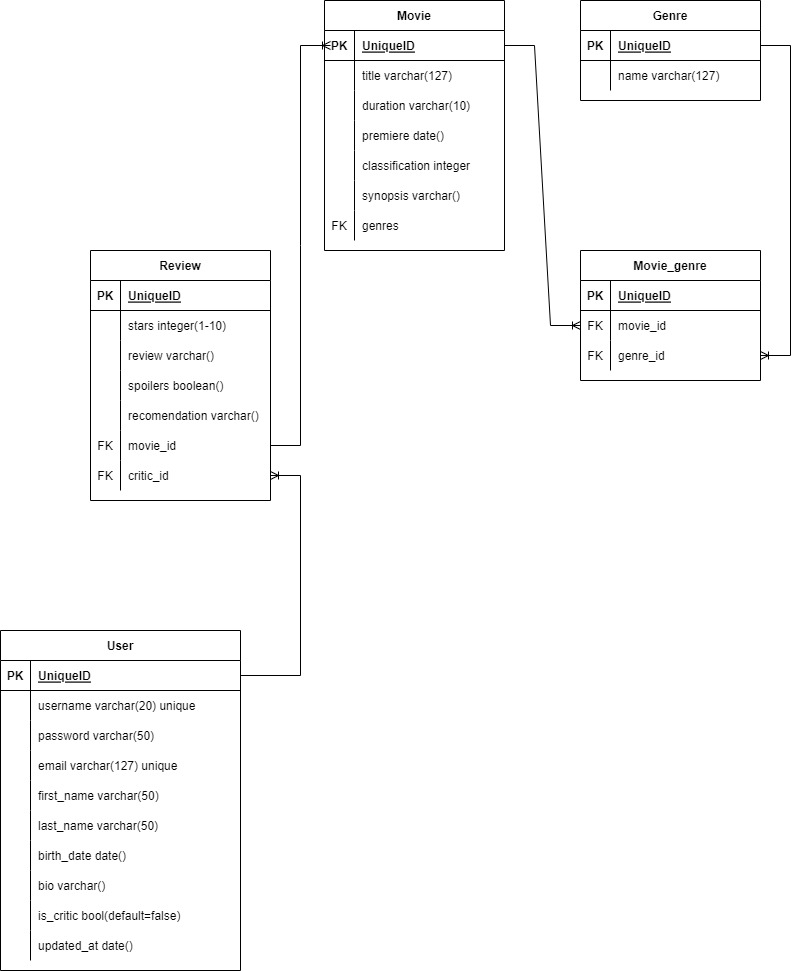 Movie
PK UniqueID
title varchar(127)
duration varchar(10)
premiere date()
classification integer
synopsis varchar()
FK genres
Genre
PK UniqueID
name varchar(127)
Review
PK UniqueID
stars integer(1-10)
review varchar()
spoilers boolean()
recomendation varchar()
FK movie_id
FK critic_id
Movie_genre
PK UniqueID
FK movie_id
FK genre_id
User
PK UniqueID
username varchar(20) unique
password varchar(50)
email varchar(127) unique
first_name varchar(50)
last_name varchar(50)
birth_date date()
bio varchar()
is_critic bool(default=false)
updated_at date()